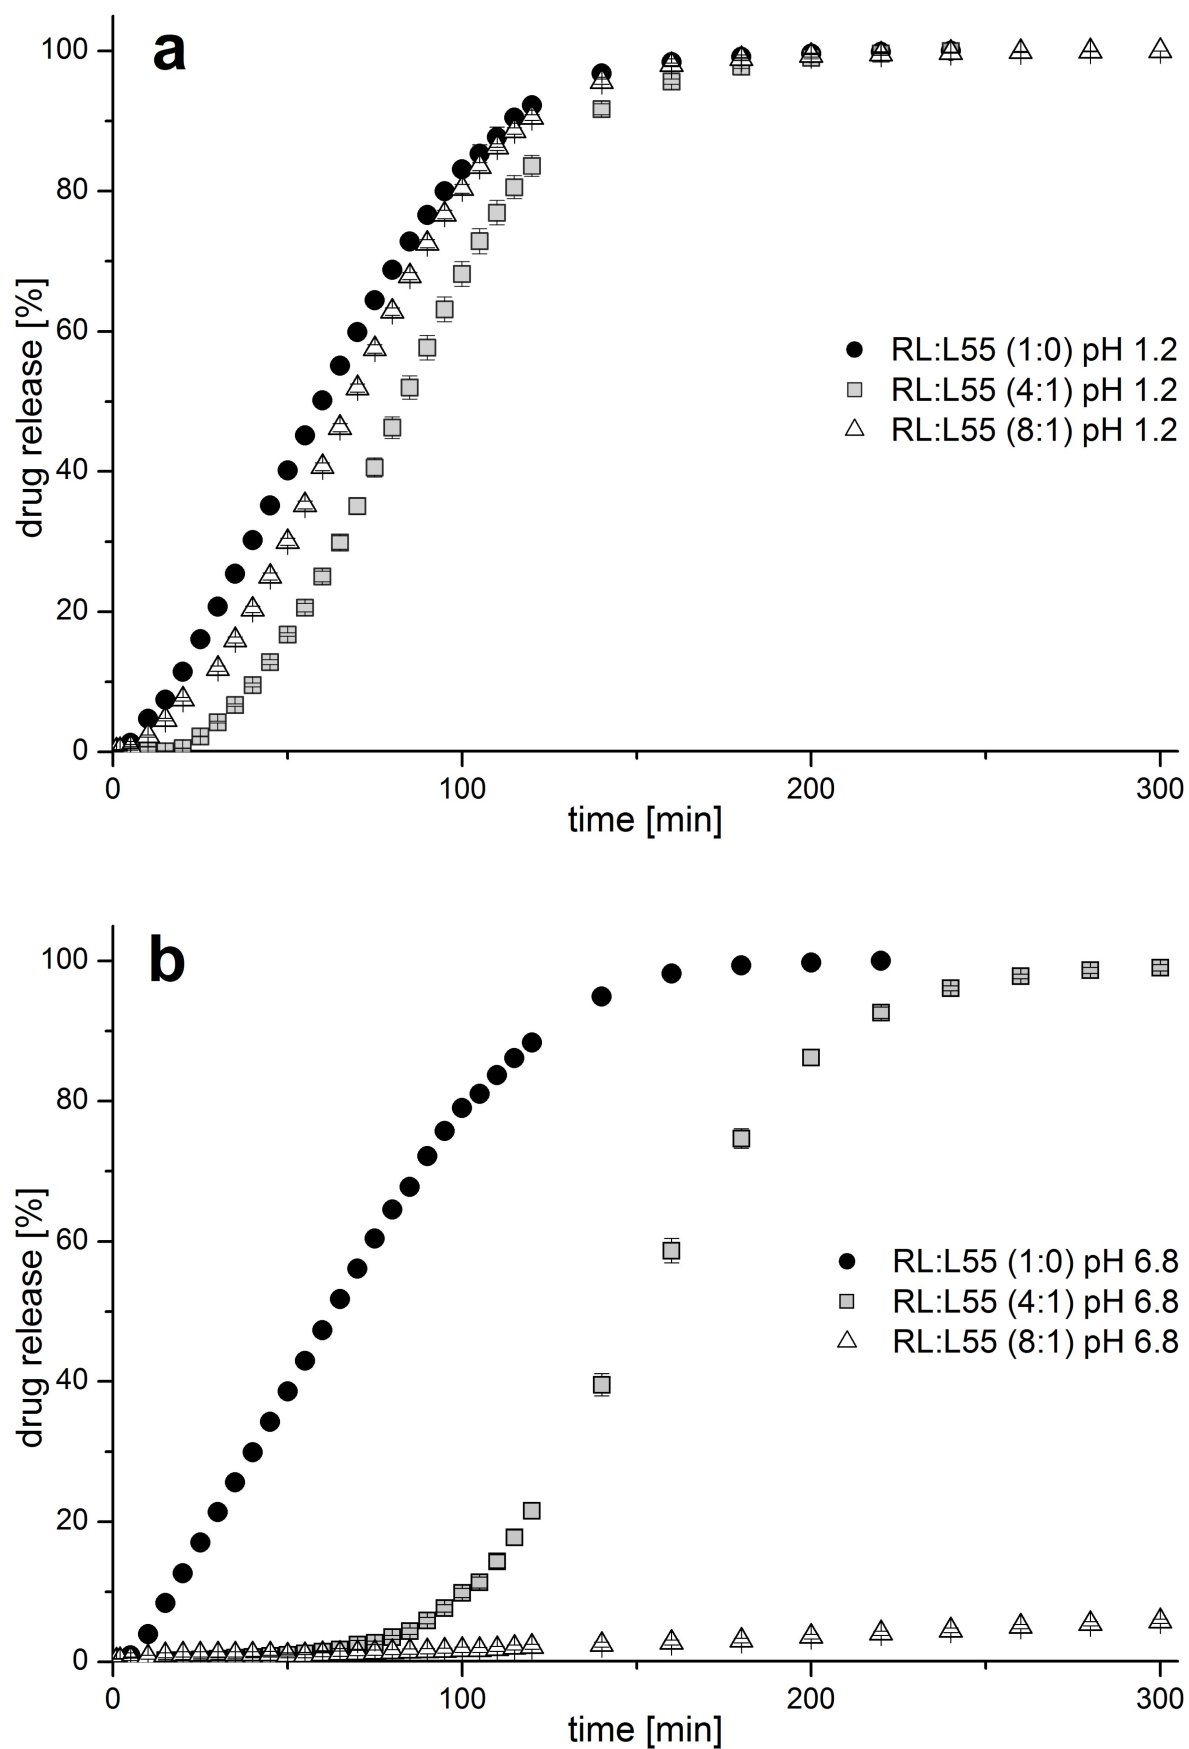 a
100
80
60
40
20
0
drug release [%]
RL:L55 (1:0) pH 1.2
RL:L55 (4:1) pH 1.2
RL:L55 (8:1) pH 1.2
0 100 200 300
time [min]
b
100
80
60
40
20
0
drug release [%]
RL:L55 (1:0) pH 6.8
RL:L55 (4:1) pH 6.8
RL:L55 (8:1) pH 6.8
0 100 200 300
time [min]